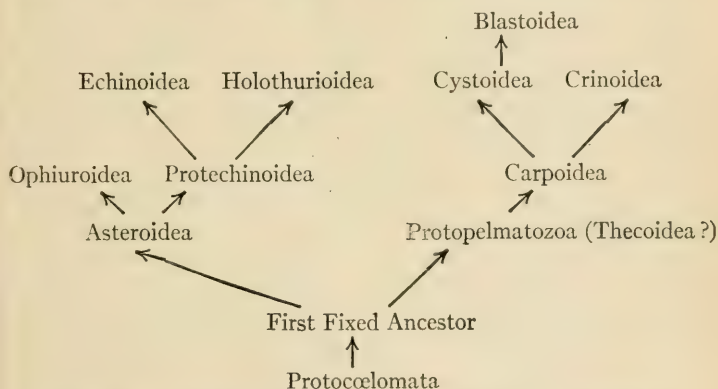 Blastoidea
Echinoidea Holothurioidea Cystoidea Crinoidea
Ophiuroidea Protechinoidea Carpoidea
Asteroidea Protopelmatozoa (Thecoidea?)
First Fixed Ancestor
Protocœlomata